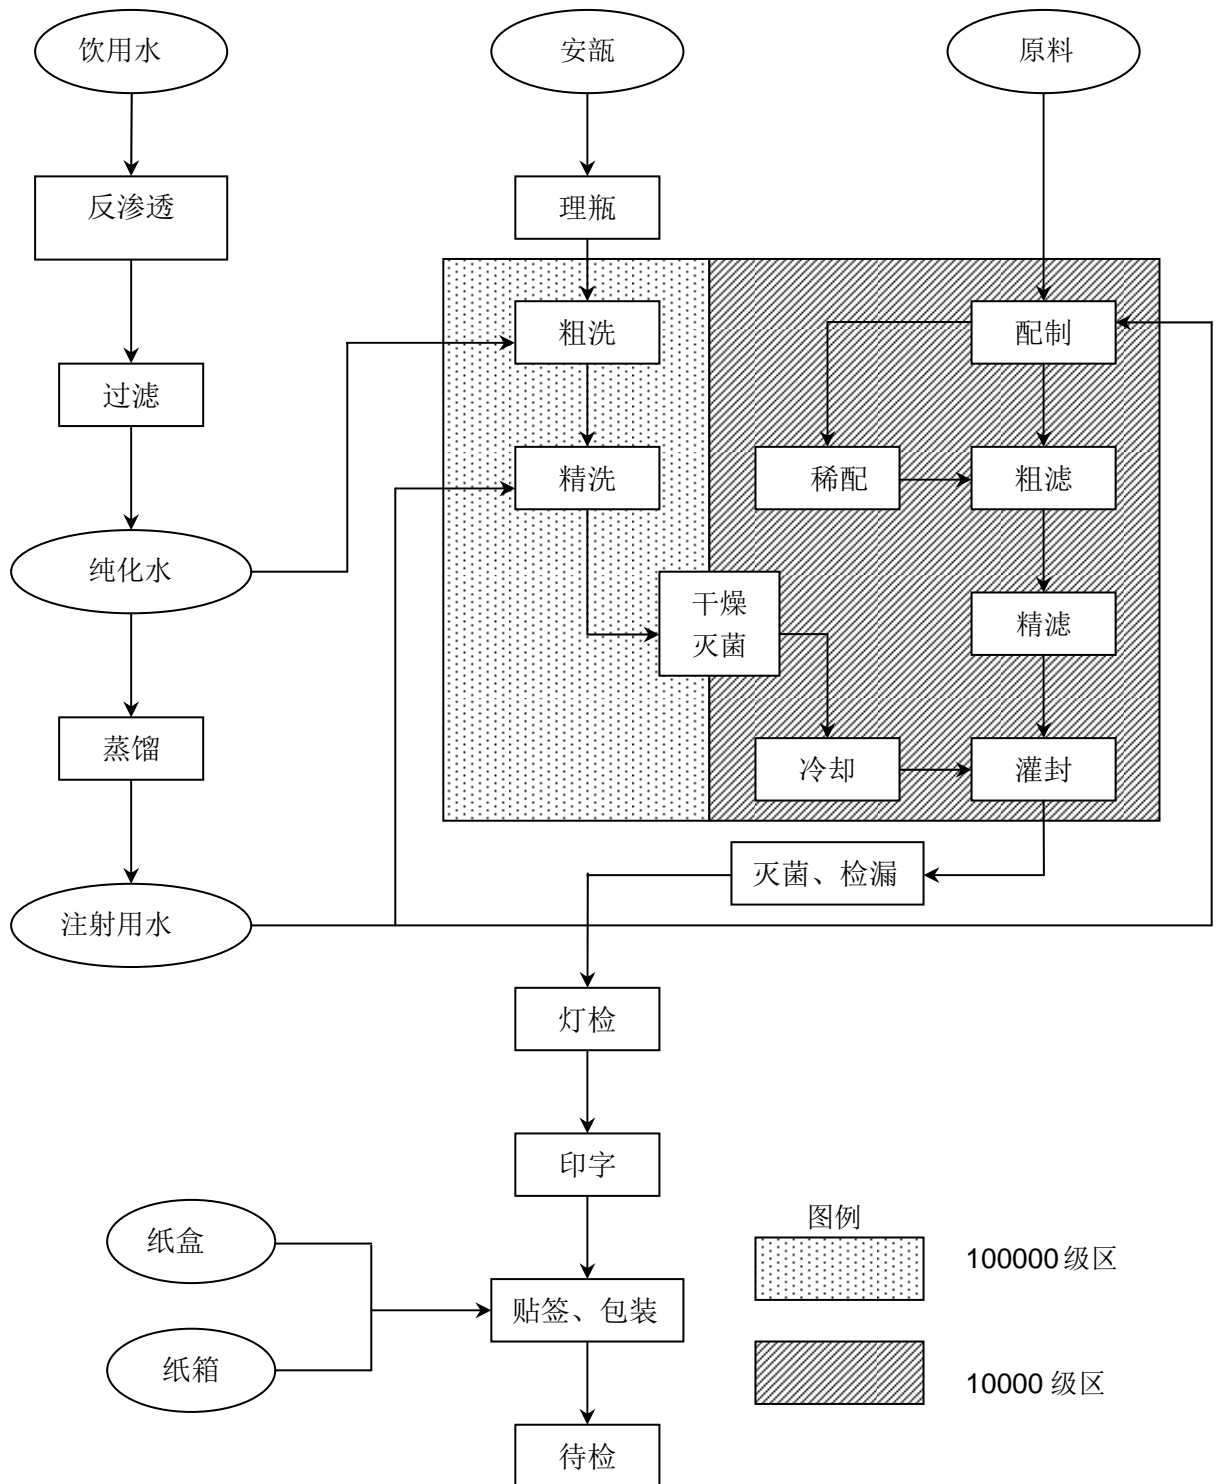 饮用水
安瓿
原料
反渗透
理瓶
粗洗
配制
过滤
精洗
稀配
粗滤
纯化水
干燥
灭菌
精滤
蒸馏
冷却
灌封
灭菌、检漏
注射用水
灯检
印字
纸盒
图例
100000级区
贴签、包装
纸箱
10000 级区
待检